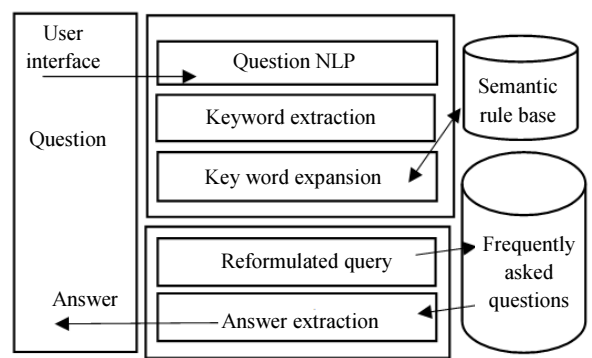 User
interface
Question
Answer
Question NLP
Keyword extraction
Key word expansion
Reformulated query
Answer extraction
Semantic
rule base
Frequently
asked
questions